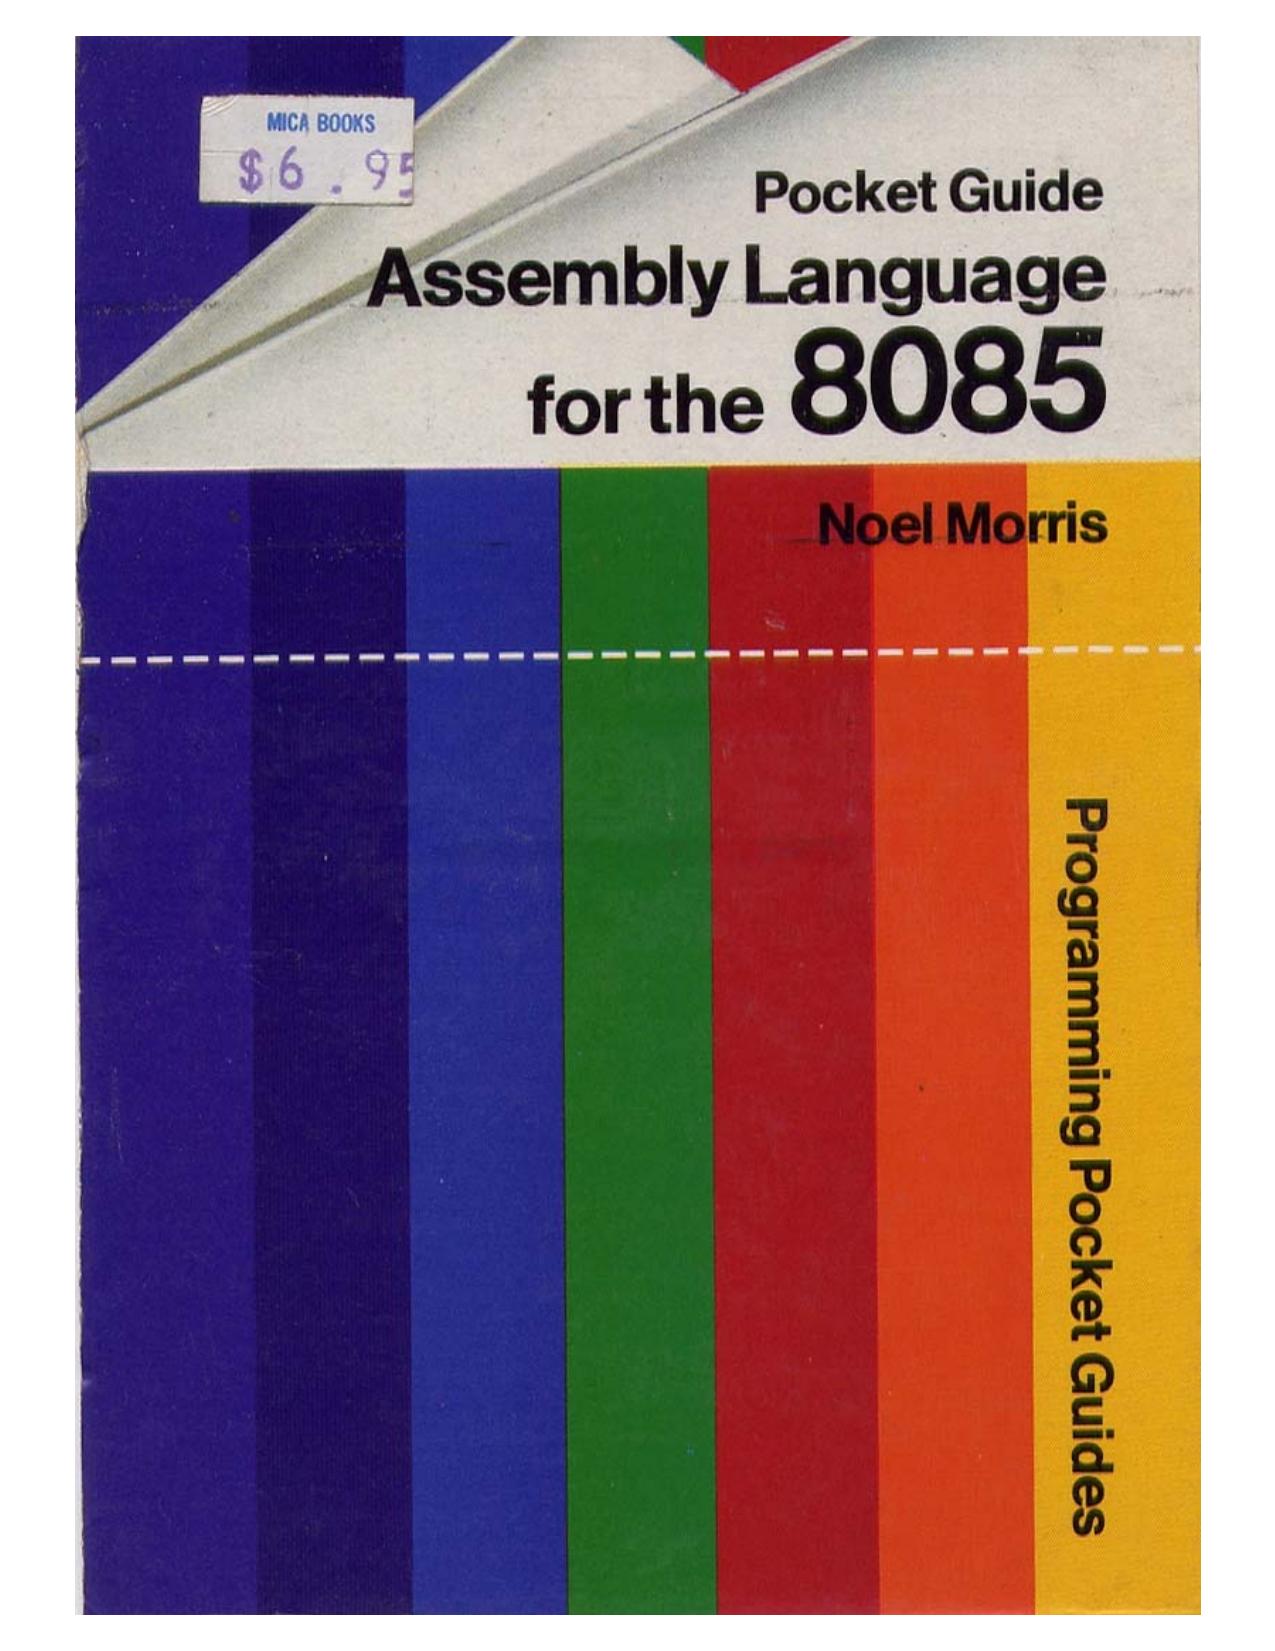 MICA BOOKS
$6.95
Pocket Guide
Assembly Language
for the 8085
Noel Morris
Programming Pocket Guides